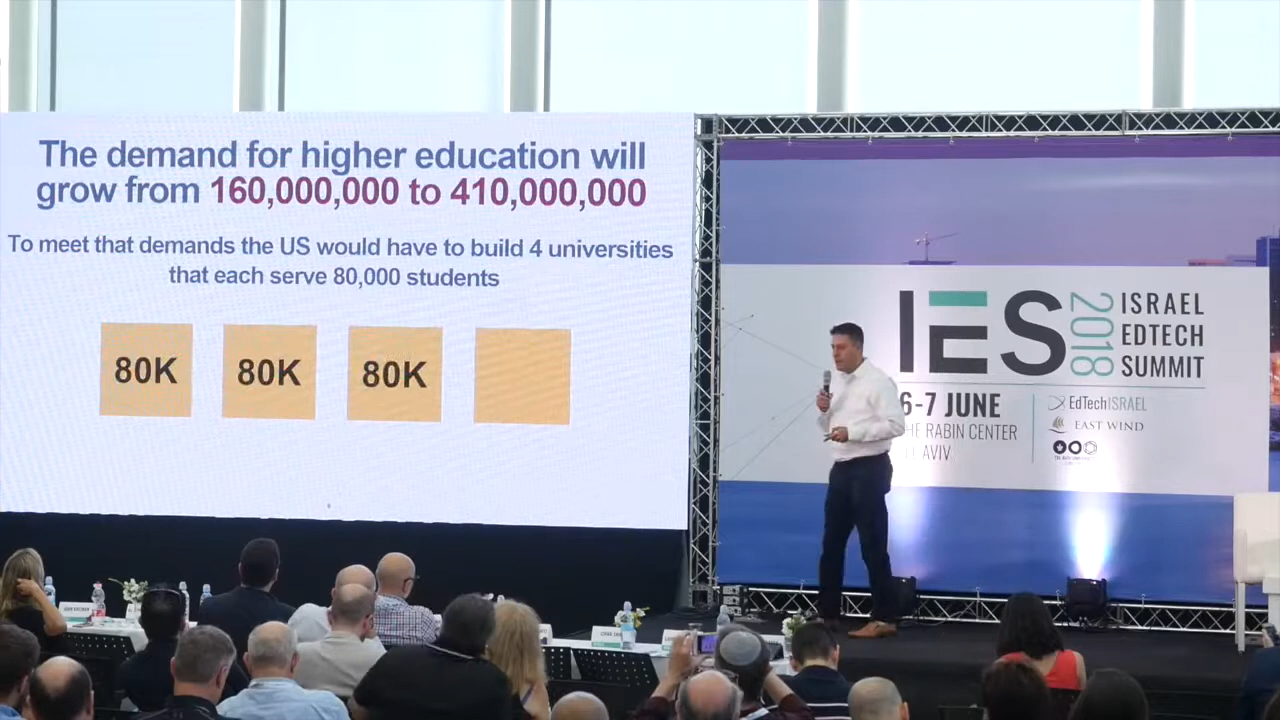 The demand for higher education will
grow from 160,000,000 to 410,000,000
To meet that demands the US would have to build 4 universities
that each serve 80,000 students
80K 80K 80K
IES
2018
ISRAEL
EDTECH
SUMMIT
6-7 JUNE
RABIN CENTER
AVIV
EdTechISRAEL
EAST WIND